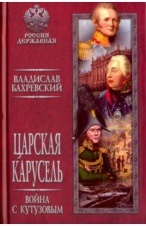 РОССИЯ
ДЕРЖАВНАЯ
ВЛАДИСЛАВ
БАХРЕВСКИЙ
ЦАРСКАЯ
КАРУСЕЛЬ
ВОЙНА
С КУТУЗОВЫМ